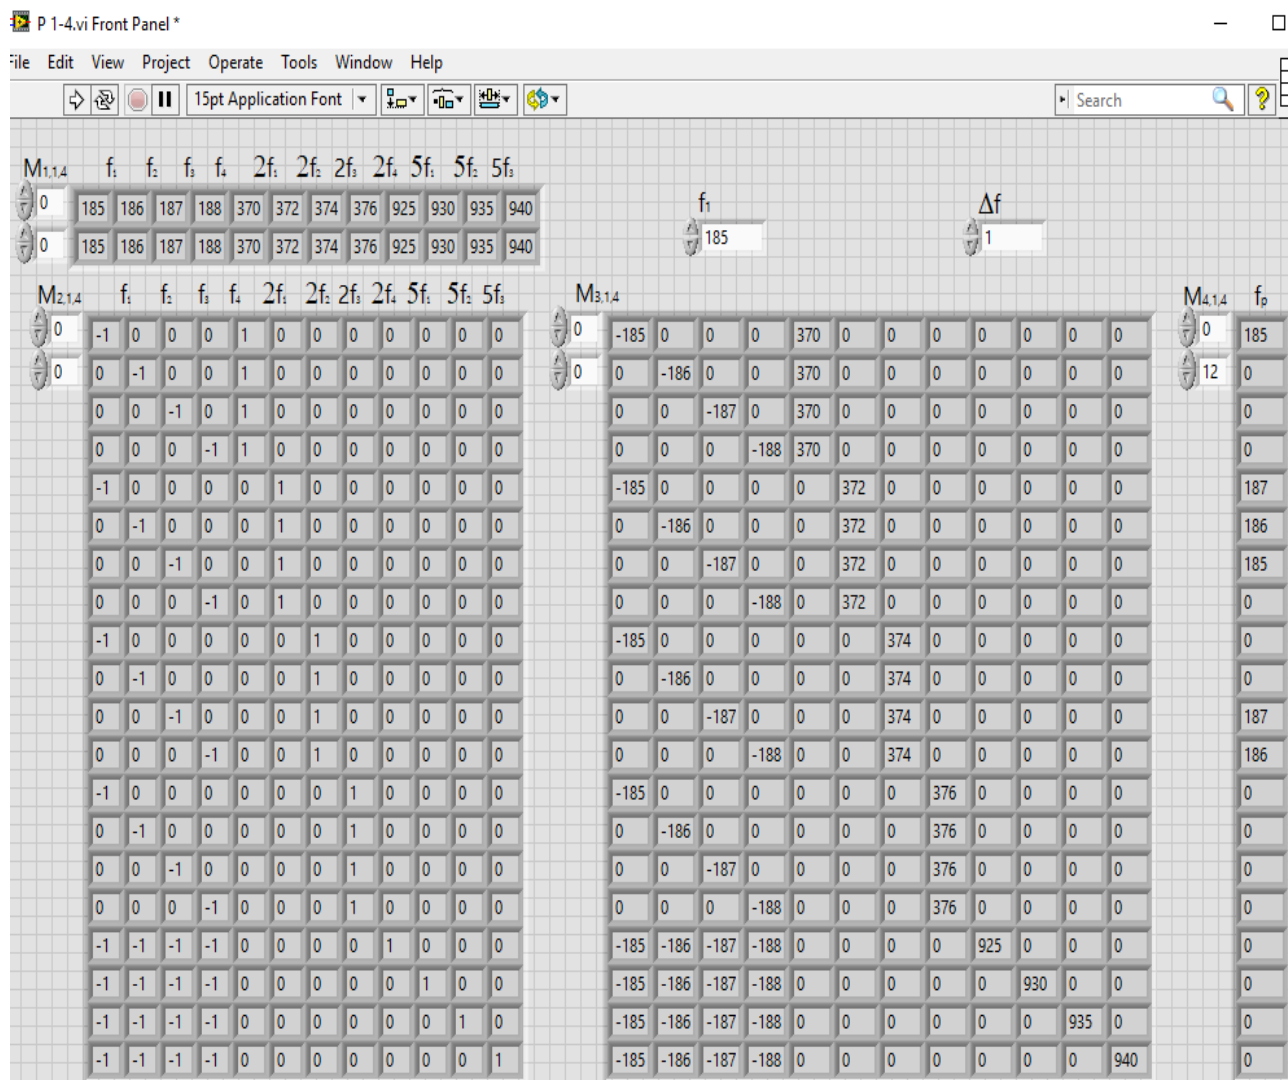 P 1-4.vi Front Panel *
File Edit View Project Operate Tools Window Help
15pt Application Font Search
M1,1,4 f₁ f₂ f₃ f₄ 2f₁ 2f₂ 2f₃ 2f₄ 5f₁ 5f₂ 5f₃
0 185 186 187 188 370 372 374 376 925 930 935 940
0 185 186 187 188 370 372 374 376 925 930 935 940
f₁ Δf
185 1
M2,1,4 f₁ f₂ f₃ f₄ 2f₁ 2f₂ 2f₃ 2f₄ 5f₁ 5f₂ 5f₃ M3,1,4 M4,1,4 fₚ
0 -1 0 0 0 1 0 0 0 0 0 0 0 0 -185 0 0 0 370 0 0 0 0 0 0 0 0 185
0 0 -1 0 0 1 0 0 0 0 0 0 0 0 0 -186 0 0 370 0 0 0 0 0 0 0 12 0
0 0 -1 0 1 0 0 0 0 0 0 0 0 0 -187 0 370 0 0 0 0 0 0 0 0
0 0 0 -1 1 0 0 0 0 0 0 0 0 0 0 -188 370 0 0 0 0 0 0 0 0
-1 0 0 0 0 1 0 0 0 0 0 0 -185 0 0 0 0 372 0 0 0 0 0 0 187
0 -1 0 0 0 1 0 0 0 0 0 0 0 -186 0 0 0 372 0 0 0 0 0 0 186
0 0 -1 0 0 1 0 0 0 0 0 0 0 0 -187 0 0 372 0 0 0 0 0 0 185
0 0 0 -1 0 1 0 0 0 0 0 0 0 0 0 -188 0 372 0 0 0 0 0 0 0
-1 0 0 0 0 0 1 0 0 0 0 0 -185 0 0 0 0 0 374 0 0 0 0 0 0
0 -1 0 0 0 0 1 0 0 0 0 0 0 -186 0 0 0 0 374 0 0 0 0 0 0
0 0 -1 0 0 0 1 0 0 0 0 0 0 0 -187 0 0 0 374 0 0 0 0 0 187
0 0 0 -1 0 0 1 0 0 0 0 0 0 0 0 -188 0 0 374 0 0 0 0 0 186
-1 0 0 0 0 0 0 1 0 0 0 0 -185 0 0 0 0 0 0 376 0 0 0 0 0
0 -1 0 0 0 0 0 1 0 0 0 0 0 -186 0 0 0 0 0 376 0 0 0 0 0
0 0 -1 0 0 0 0 1 0 0 0 0 0 0 -187 0 0 0 0 376 0 0 0 0 0
0 0 0 -1 0 0 0 1 0 0 0 0 0 0 0 -188 0 0 0 376 0 0 0 0 0
-1 -1 -1 -1 0 0 0 0 1 0 0 0 -185 -186 -187 -188 0 0 0 0 925 0 0 0 0
-1 -1 -1 -1 0 0 0 0 0 1 0 0 -185 -186 -187 -188 0 0 0 0 0 930 0 0 0
-1 -1 -1 -1 0 0 0 0 0 0 1 0 -185 -186 -187 -188 0 0 0 0 0 0 935 0 0
-1 -1 -1 -1 0 0 0 0 0 0 0 1 -185 -186 -187 -188 0 0 0 0 0 0 0 940 0